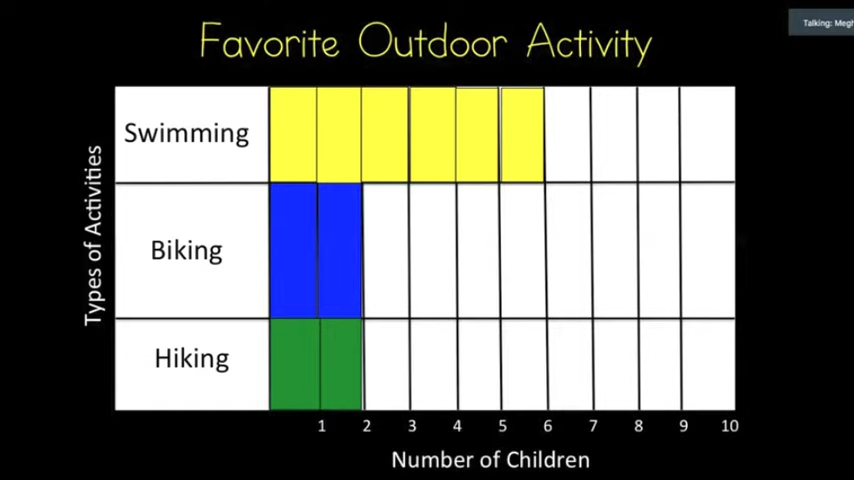 Talking: Megh
Favorite Outdoor Activity
Types of Activities
Swimming
Biking
Hiking
1 2 3 4 5 6 7 8 9 10
Number of Children